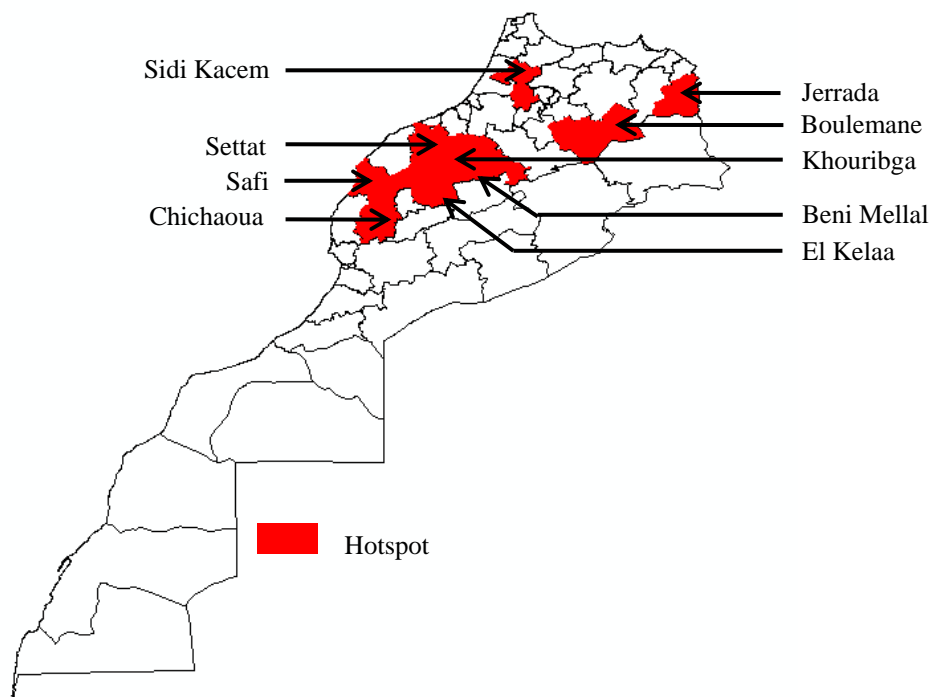 Sidi Kacem
Settat
Safi
Chichaoua
Jerrada
Boulemane
Khouribga
Beni Mellal
El Kelaa
Hotspot